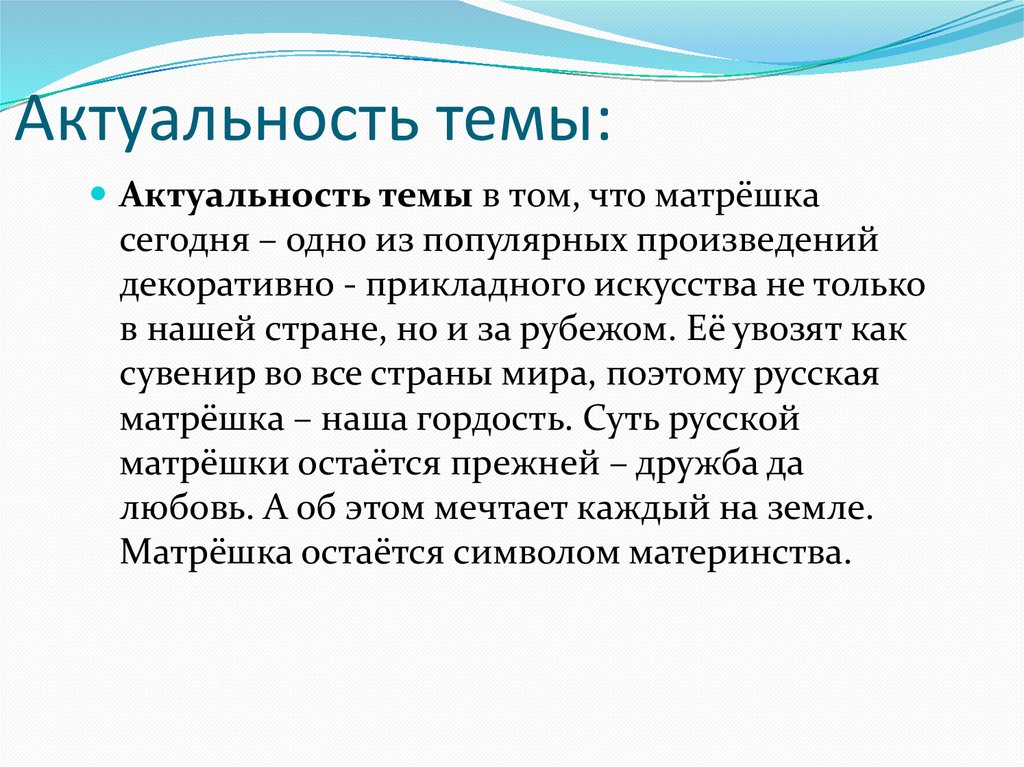 Актуальность темы:
Актуальность темы в том, что матрёшка
сегодня – одно из популярных произведений
декоративно - прикладного искусства не только
в нашей стране, но и за рубежом. Её увозят как
сувенир во все страны мира, поэтому русская
матрёшка – наша гордость. Суть русской
матрёшки остаётся прежней – дружба да
любовь. А об этом мечтает каждый на земле.
Матрёшка остаётся символом материнства.